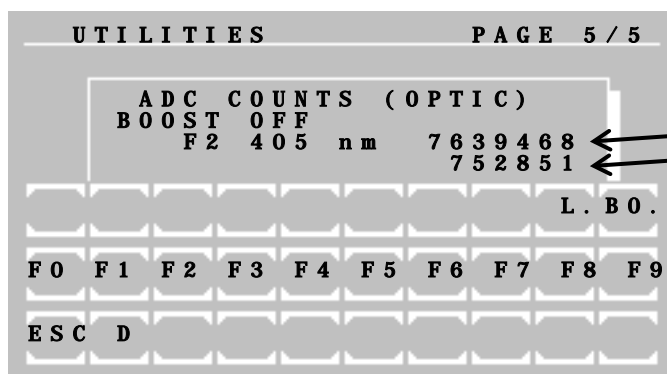 UTILITIES PAGE 5/5
ADC COUNTS (OPTIC)
BOOST OFF
F2 405 nm 7639468
752851
L.BO.
F0 F1 F2 F3 F4 F5 F6 F7 F8 F9
ESC D